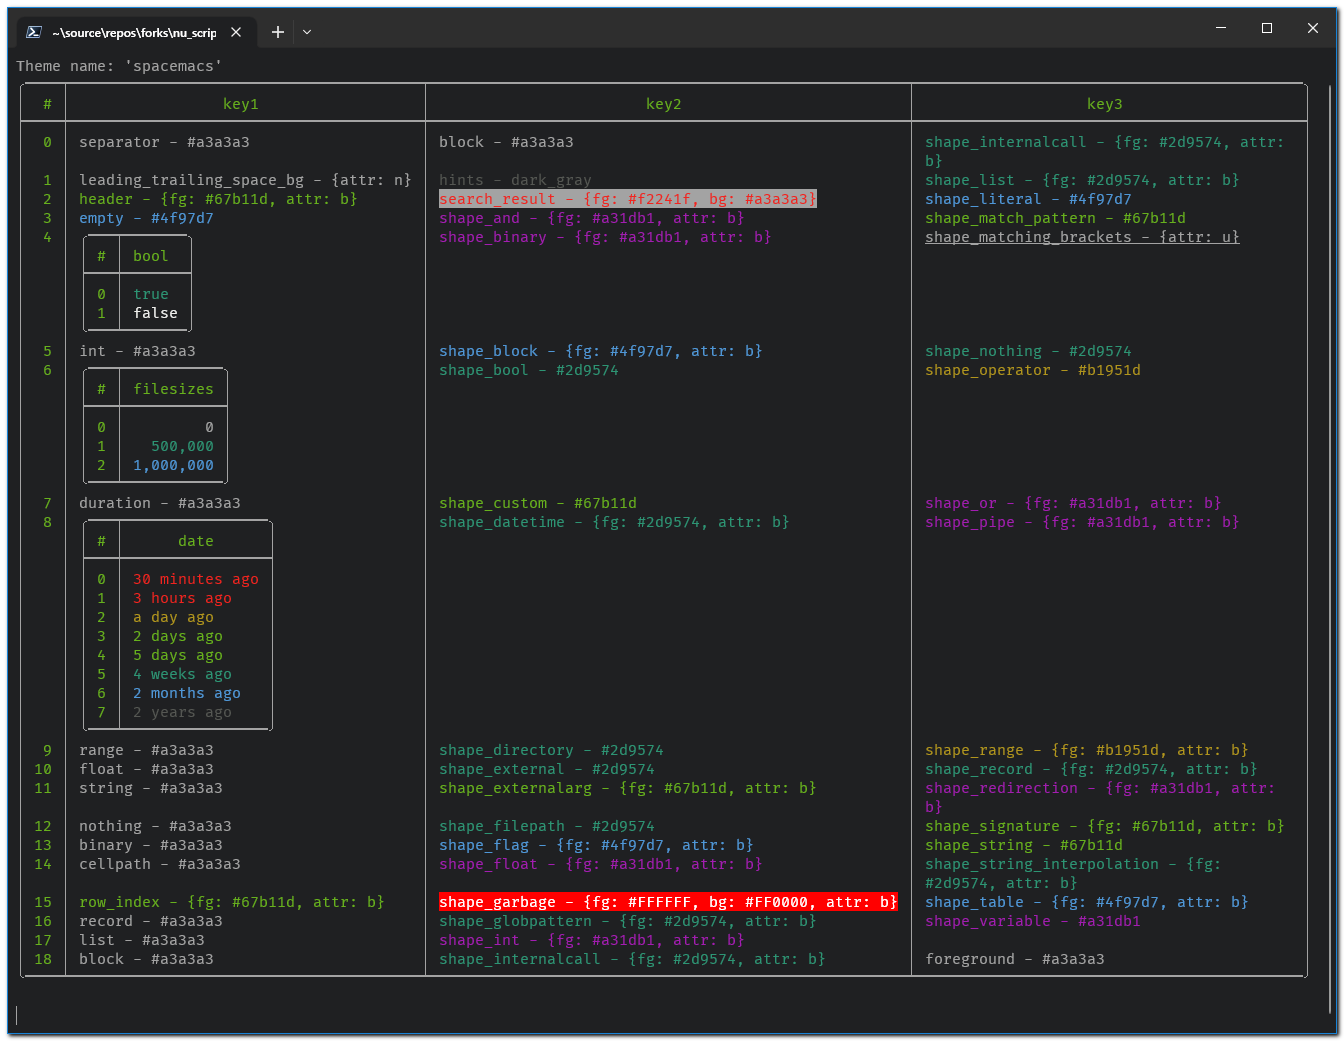 ~\source\repos\forks\nu_scrip
Theme name: 'spacemacs'
# key1 key2 key3
0 separator - #a3a3a3 block - #a3a3a3 shape_internalcall - {fg: #2d9574, attr:
b}
1 leading_trailing_space_bg - {attr: n} hints - dark_gray shape_list - {fg: #2d9574, attr: b}
2 header - {fg: #67b11d, attr: b} search_result - {fg: #f2241f, bg: #a3a3a3} shape_literal - #4f97d7
3 empty - #4f97d7 shape_and - {fg: #a31db1, attr: b} shape_match_pattern - #67b11d
4 shape_binary - {fg: #a31db1, attr: b} shape_matching_brackets - {attr: u}
# bool
0 true
1 false
5 int - #a3a3a3 shape_block - {fg: #4f97d7, attr: b} shape_nothing - #2d9574
6 shape_bool - #2d9574 shape_operator - #b1951d
# filesizes
0 0
1 500,000
2 1,000,000
7 duration - #a3a3a3 shape_custom - #67b11d shape_or - {fg: #a31db1, attr: b}
8 shape_datetime - {fg: #2d9574, attr: b} shape_pipe - {fg: #a31db1, attr: b}
# date
0 30 minutes ago
1 3 hours ago
2 a day ago
3 2 days ago
4 5 days ago
5 4 weeks ago
6 2 months ago
7 2 years ago
9 range - #a3a3a3 shape_directory - #2d9574 shape_range - {fg: #b1951d, attr: b}
10 float - #a3a3a3 shape_external - #2d9574 shape_record - {fg: #2d9574, attr: b}
11 string - #a3a3a3 shape_externalarg - {fg: #67b11d, attr: b} shape_redirection - {fg: #a31db1, attr:
b}
12 nothing - #a3a3a3 shape_filepath - #2d9574 shape_signature - {fg: #67b11d, attr: b}
13 binary - #a3a3a3 shape_flag - {fg: #4f97d7, attr: b} shape_string - #67b11d
14 cellpath - #a3a3a3 shape_float - {fg: #a31db1, attr: b} shape_string_interpolation - {fg:
#2d9574, attr: b}
15 row_index - {fg: #67b11d, attr: b} shape_garbage - {fg: #FFFFFF, bg: #FF0000, attr: b} shape_table - {fg: #4f97d7, attr: b}
16 record - #a3a3a3 shape_globpattern - {fg: #2d9574, attr: b} shape_variable - #a31db1
17 list - #a3a3a3 shape_int - {fg: #a31db1, attr: b}
18 block - #a3a3a3 shape_internalcall - {fg: #2d9574, attr: b} foreground - #a3a3a3